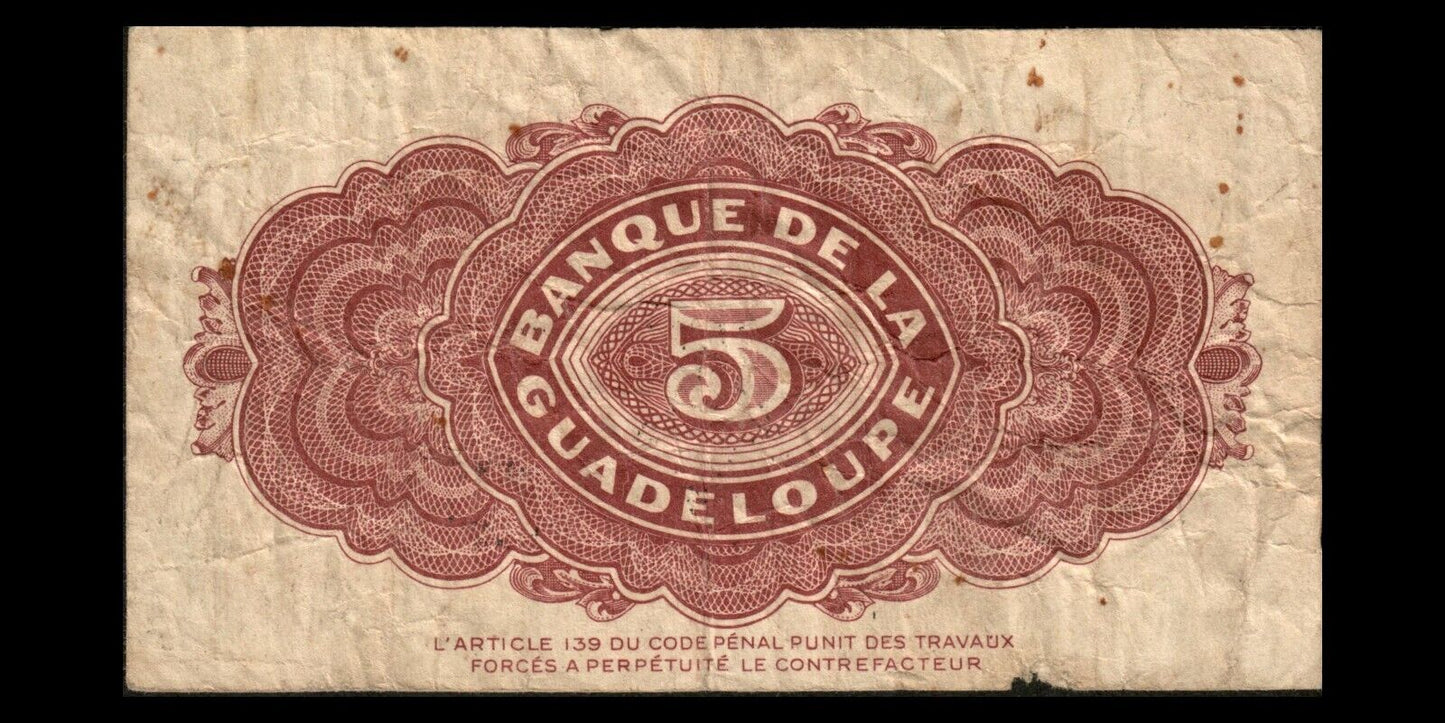 BANQUE DE LA
5
GUADELOUPE
L'ARTICLE 139 DU CODE PÉNAL PUNIT DES TRAVAUX
FORCÉS A PERPÉTUITÉ LE CONTREFACTEUR